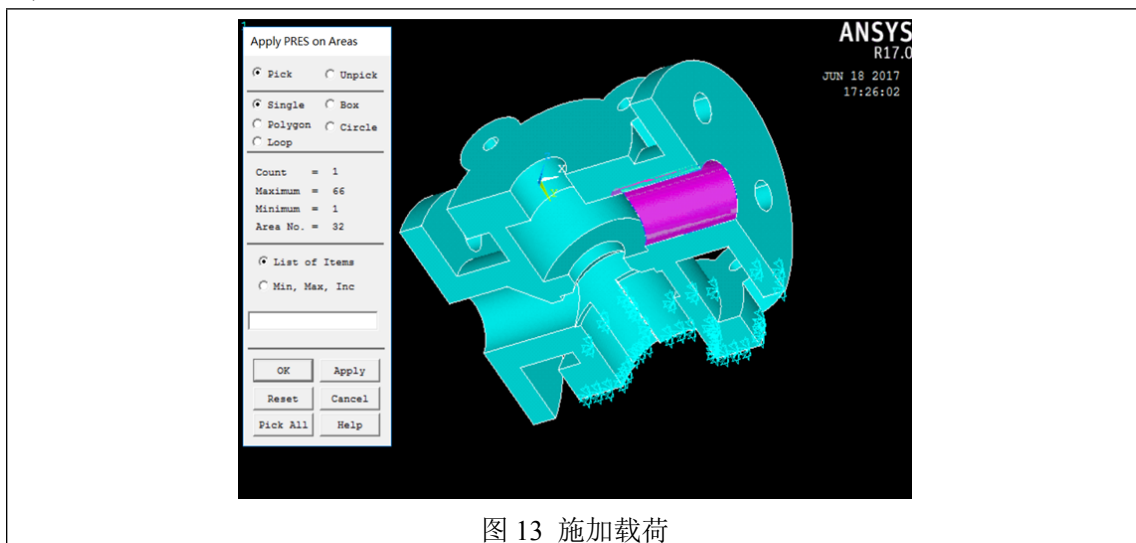 1
ANSYS
R17.0
JUN 18 2017
17:26:02
Apply PRES on Areas
Pick Unpick
Single Box
Polygon Circle
Loop
Count = 1
Maximum = 66
Minimum = 1
Area No. = 32
List of Items
Min, Max, Inc
OK Apply
Reset Cancel
Pick All Help
X
图 13 施加载荷